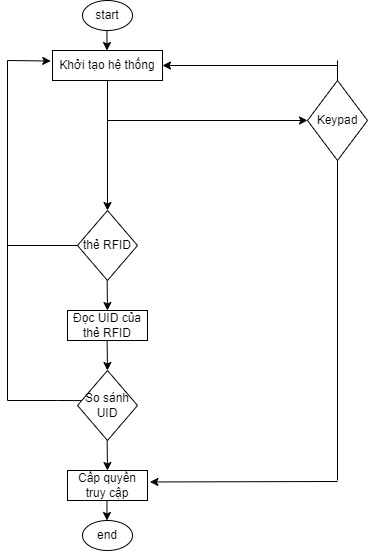 start
Khởi tạo hệ thống
Keypad
thẻ RFID
Đọc UID của
thẻ RFID
So sánh
UID
Cấp quyền
truy cập
end